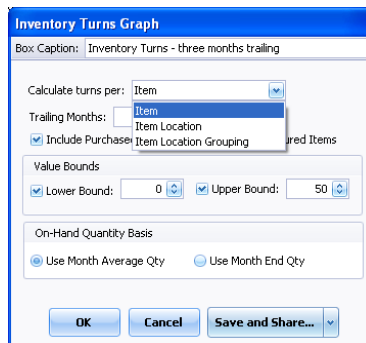 Inventory Turns Graph
Box Caption: Inventory Turns - three months trailing
Calculate turns per: Item
Item
Trailing Months:
Item Location
Include Purchased ured Items
Item Location Grouping
Value Bounds
Lower Bound: 0 Upper Bound: 50
On-Hand Quantity Basis
Use Month Average Qty Use Month End Qty
OK Cancel Save and Share...